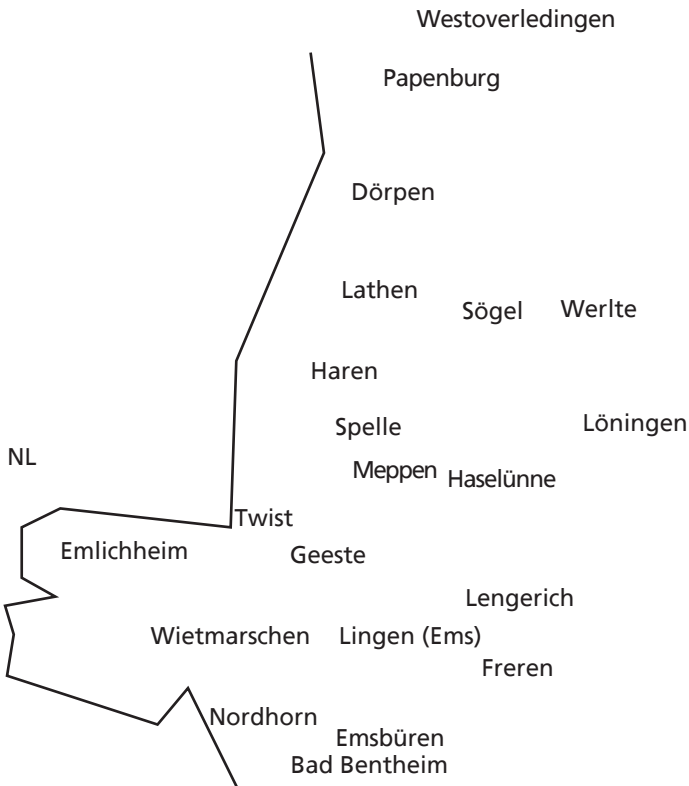 Westoverledingen
Papenburg
Dörpen
Lathen
Sögel
Werlte
Haren
Löningen
Spelle
NL
Meppen
Haselünne
Twist
Emlichheim
Geeste
Lengerich
Wietmarschen
Lingen (Ems)
Freren
Nordhorn
Emsbüren
Bad Bentheim